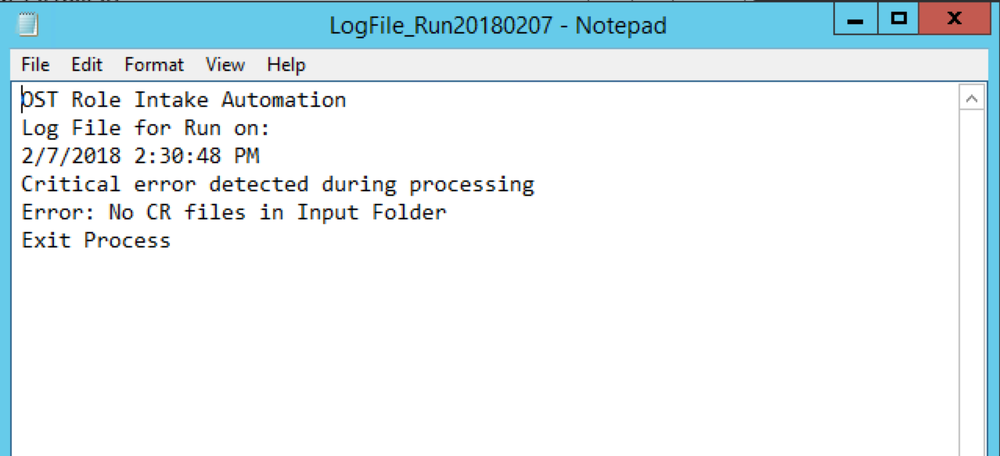 LogFile_Run20180207 - Notepad
File Edit Format View Help
OST Role Intake Automation
Log File for Run on:
2/7/2018 2:30:48 PM
Critical error detected during processing
Error: No CR files in Input Folder
Exit Process